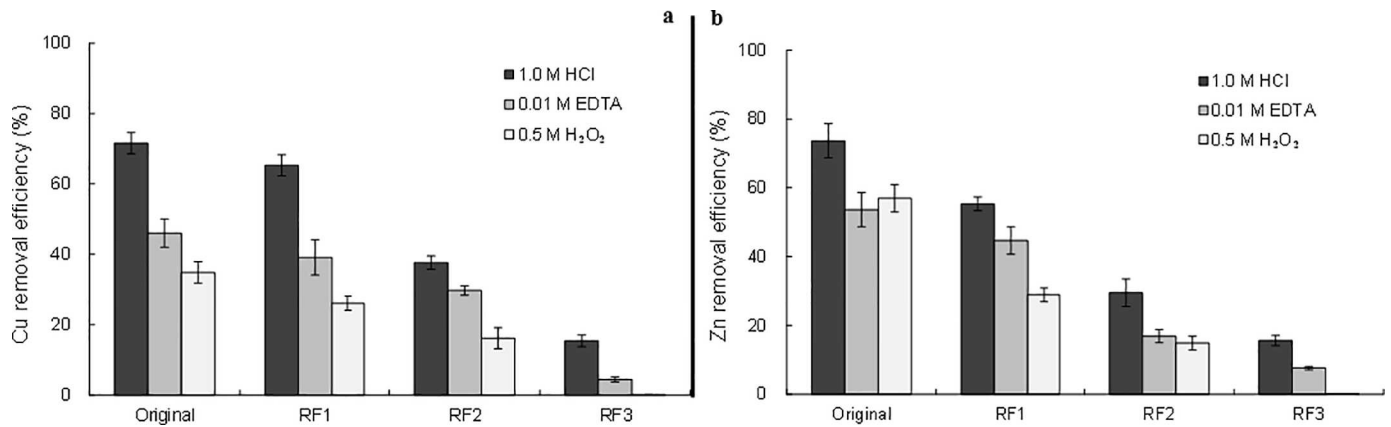 a
Cu removal efficiency (%)
100
80
60
40
20
0
1.0 M HCl
0.01 M EDTA
0.5 M H₂O₂
Original RF1 RF2 RF3
b
Zn removal efficiency (%)
100
80
60
40
20
0
1.0 M HCl
0.01 M EDTA
0.5 M H₂O₂
Original RF1 RF2 RF3